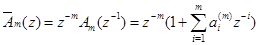 $\overline{A}_m(z) = z^{-m} A_m(z^{-1}) = z^{-m}(1+\sum_{i=1}^{m} a_i^{(m)} z^{-i})$